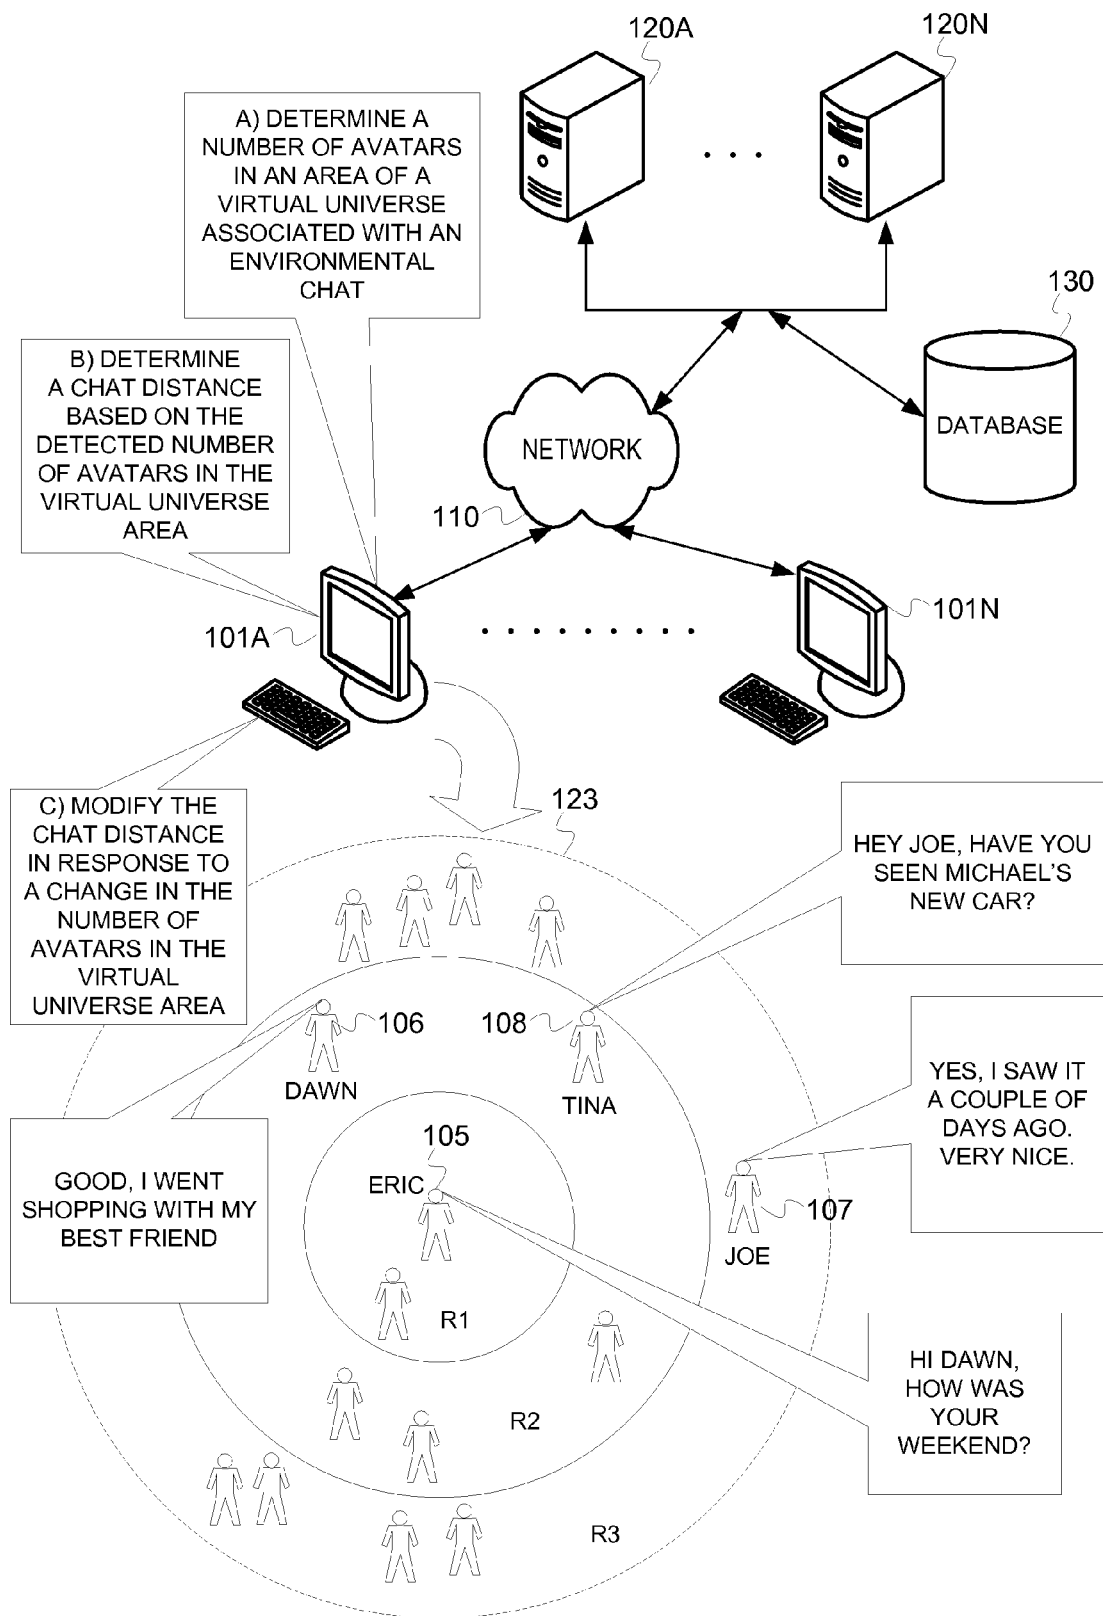 120A
120N
A) DETERMINE A
NUMBER OF AVATARS
IN AN AREA OF A
VIRTUAL UNIVERSE
ASSOCIATED WITH AN
ENVIRONMENTAL
CHAT
130
B) DETERMINE
A CHAT DISTANCE
BASED ON THE
DETECTED NUMBER
OF AVATARS IN THE
VIRTUAL UNIVERSE
AREA
NETWORK
DATABASE
110
101A
101N
C) MODIFY THE
CHAT DISTANCE
IN RESPONSE TO
A CHANGE IN THE
NUMBER OF
AVATARS IN THE
VIRTUAL
UNIVERSE AREA
123
HEY JOE, HAVE YOU
SEEN MICHAEL'S
NEW CAR?
106
108
DAWN
TINA
YES, I SAW IT
A COUPLE OF
DAYS AGO.
VERY NICE.
105
ERIC
GOOD, I WENT
SHOPPING WITH MY
BEST FRIEND
107
JOE
R1
HI DAWN,
HOW WAS
YOUR
WEEKEND?
R2
R3